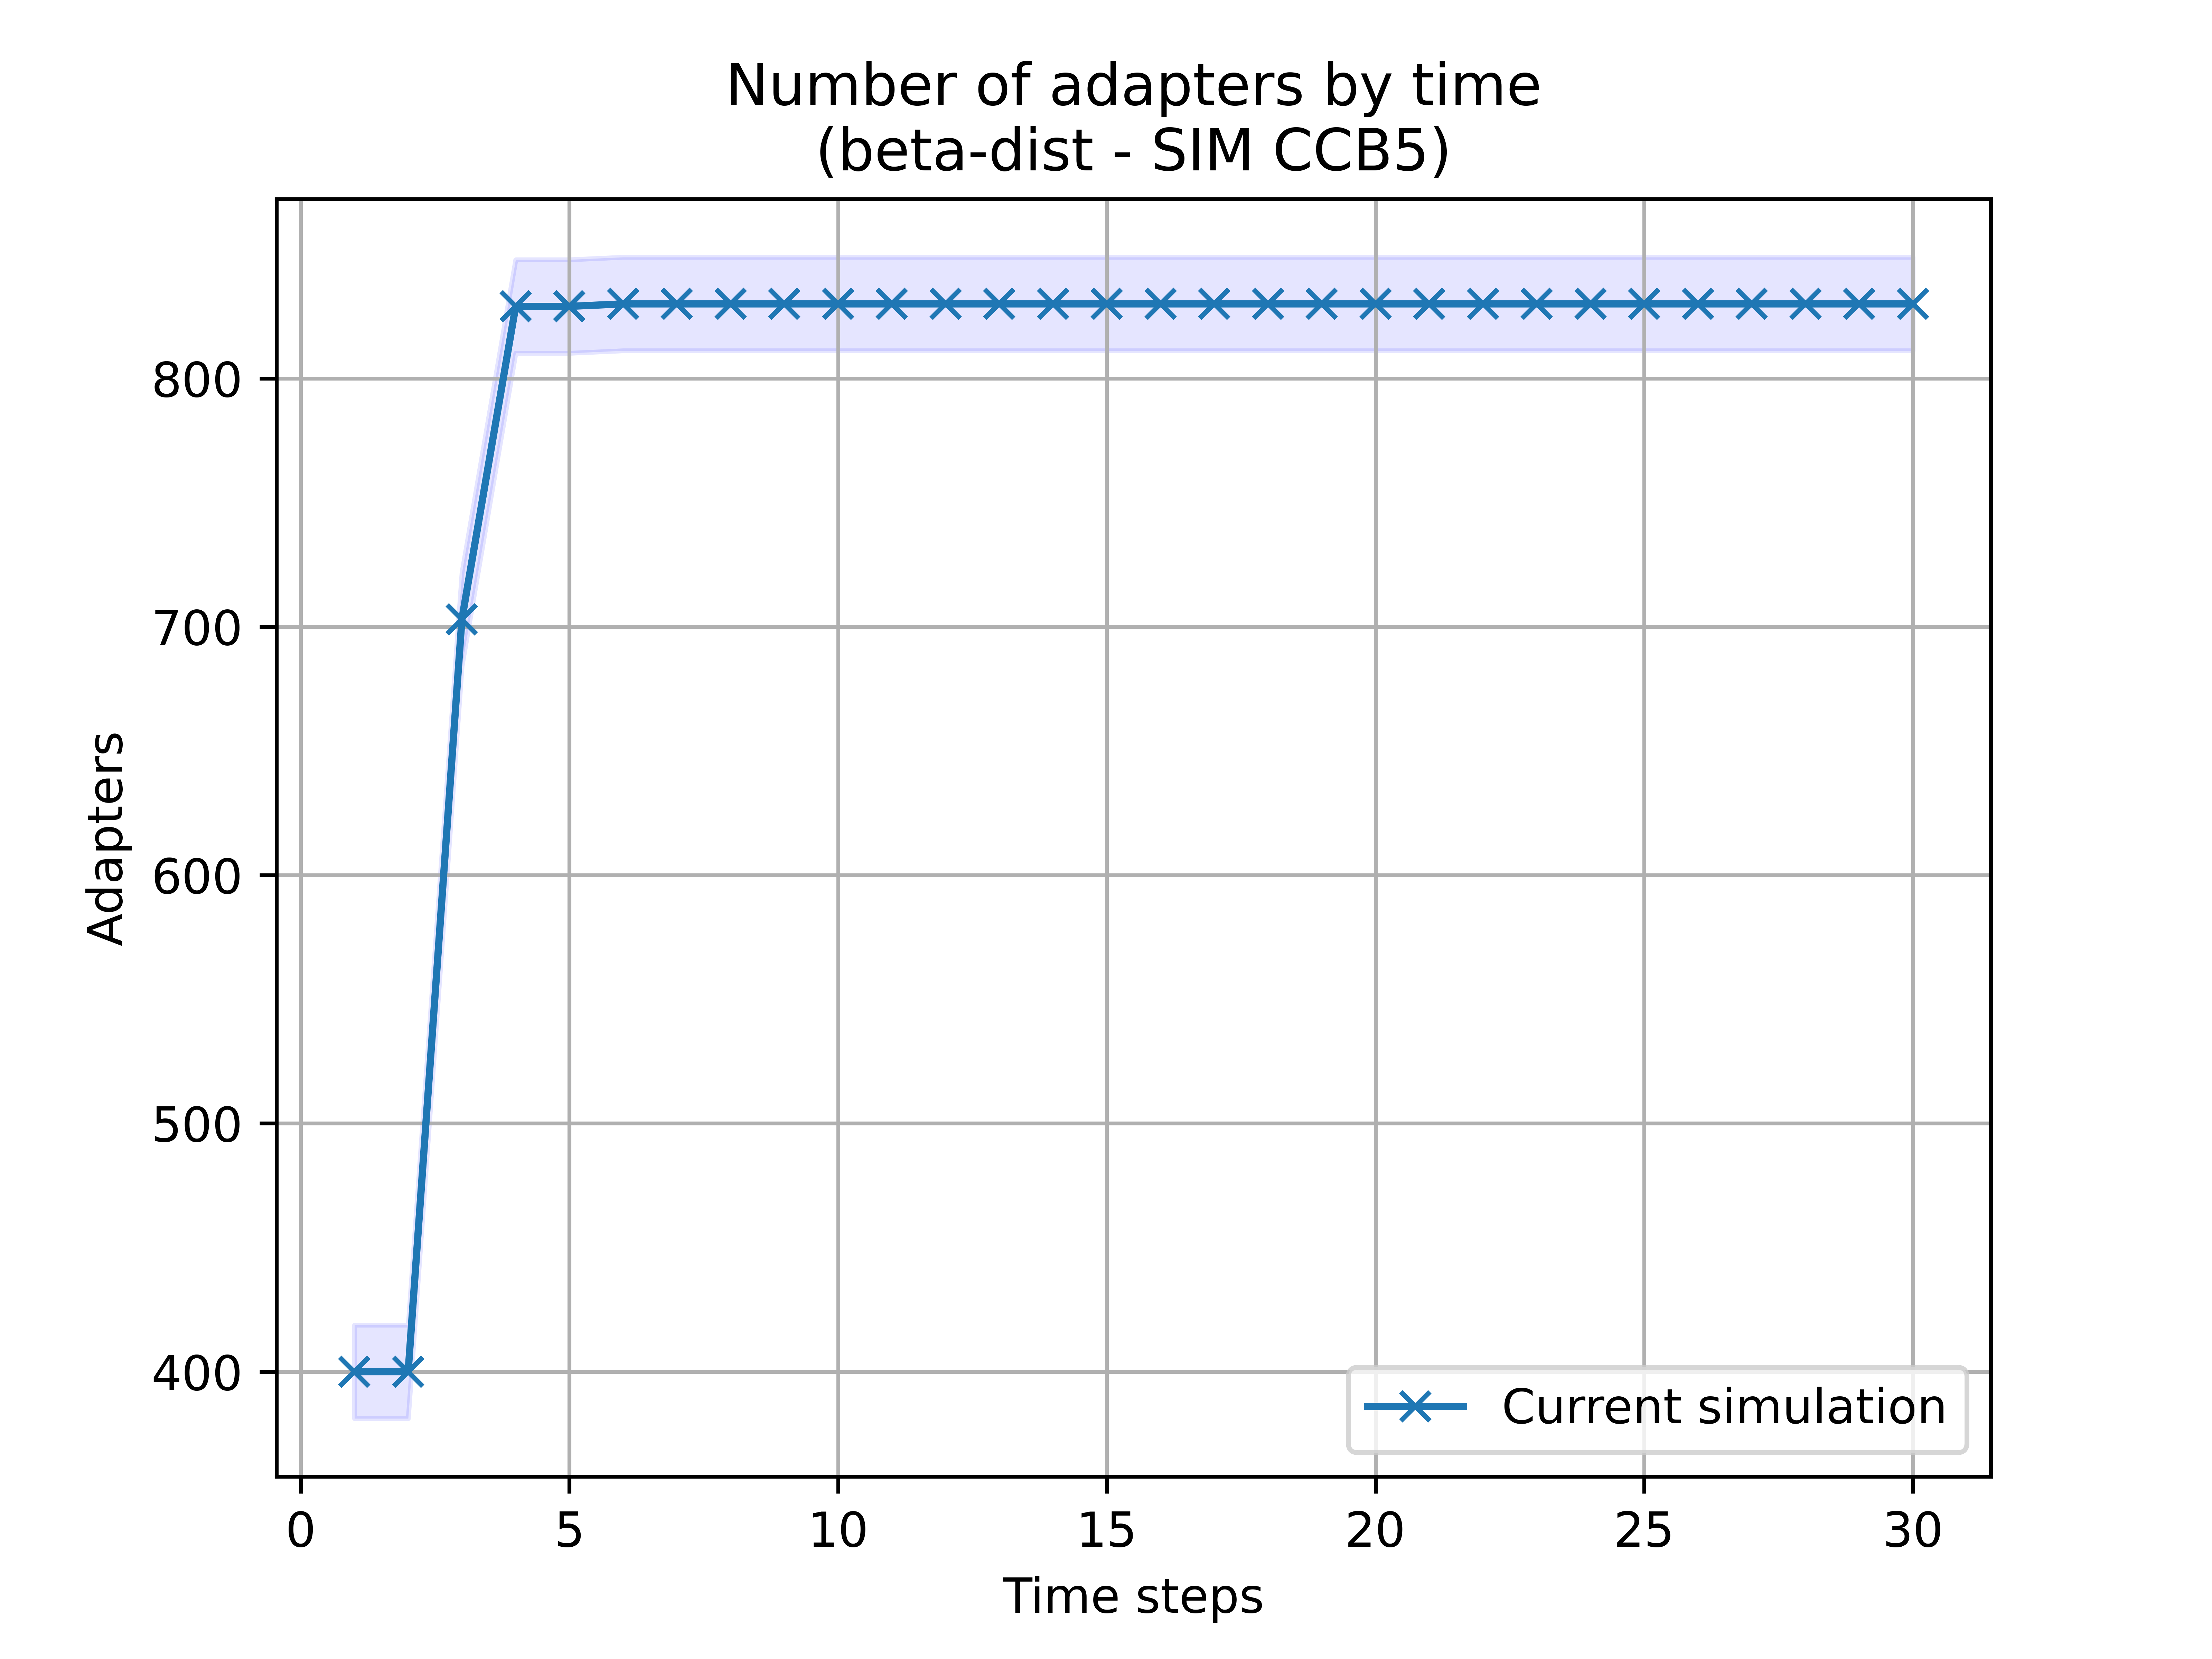 Number of adapters by time
(beta-dist - SIM CCB5)
Adapters
800
700
600
500
400
Current simulation
0 5 10 15 20 25 30
Time steps